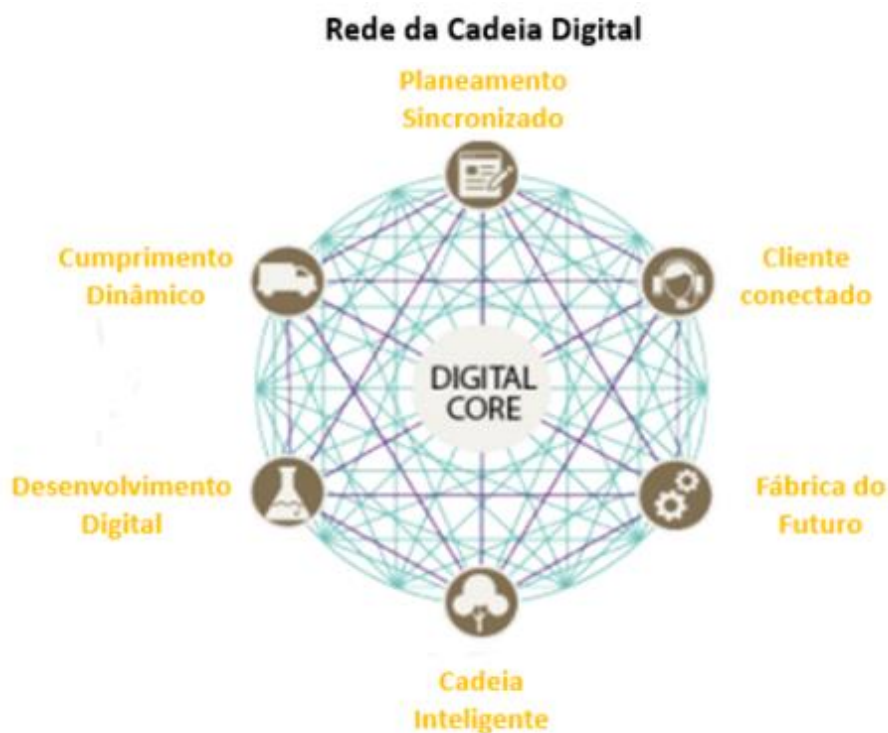 Rede da Cadeia Digital
Planeamento
Sincronizado
Cumprimento
Dinâmico
Cliente
conectado
DIGITAL
CORE
Desenvolvimento
Digital
Fábrica do
Futuro
Cadeia
Inteligente